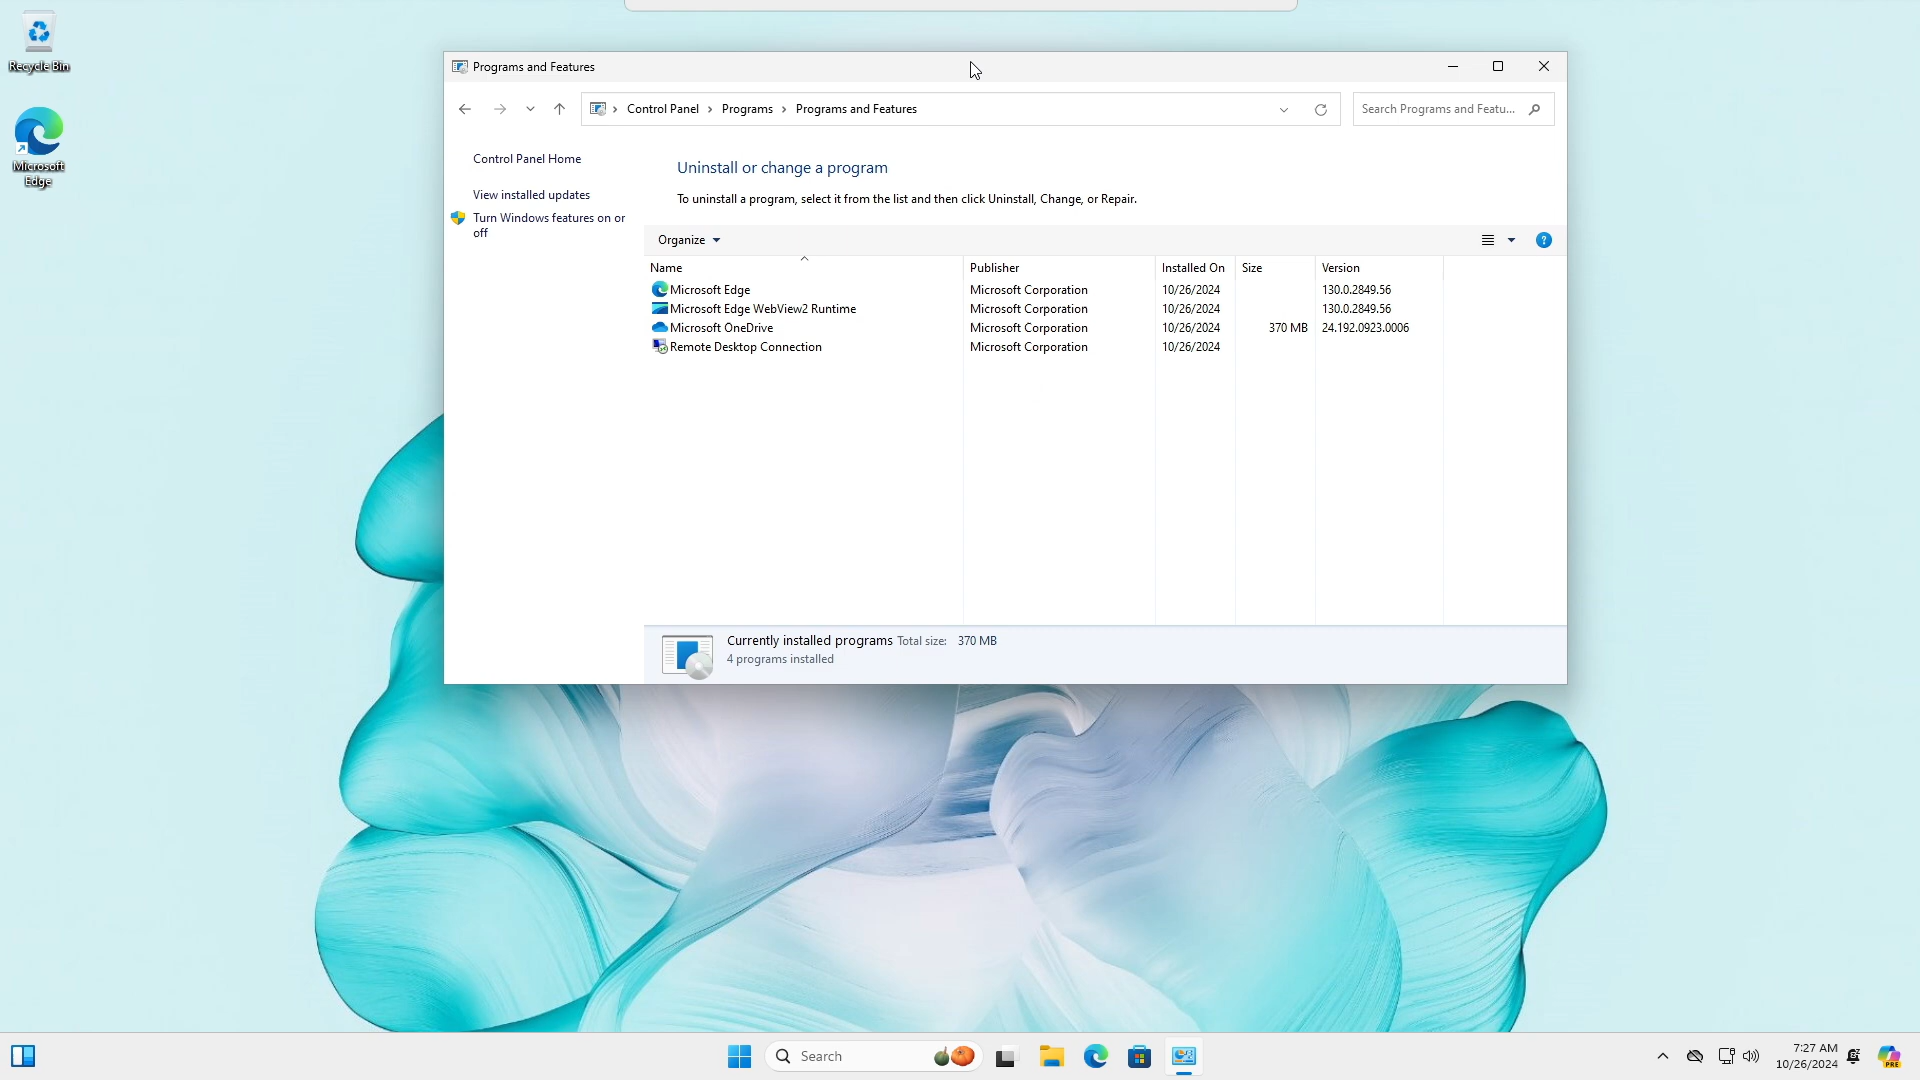 Recycle Bin
Microsoft
Edge
Programs and Features
Control Panel > Programs > Programs and Features
Search Programs and Featu...
Control Panel Home
View installed updates
Turn Windows features on or
off
Uninstall or change a program
To uninstall a program, select it from the list and then click Uninstall, Change, or Repair.
Organize
Name Publisher Installed On Size Version
Microsoft Edge Microsoft Corporation 10/26/2024 130.0.2849.56
Microsoft Edge WebView2 Runtime Microsoft Corporation 10/26/2024 130.0.2849.56
Microsoft OneDrive Microsoft Corporation 10/26/2024 370 MB 24.192.0923.0006
Remote Desktop Connection Microsoft Corporation 10/26/2024
Currently installed programs Total size: 370 MB
4 programs installed
Search
7:27 AM
10/26/2024
PRE